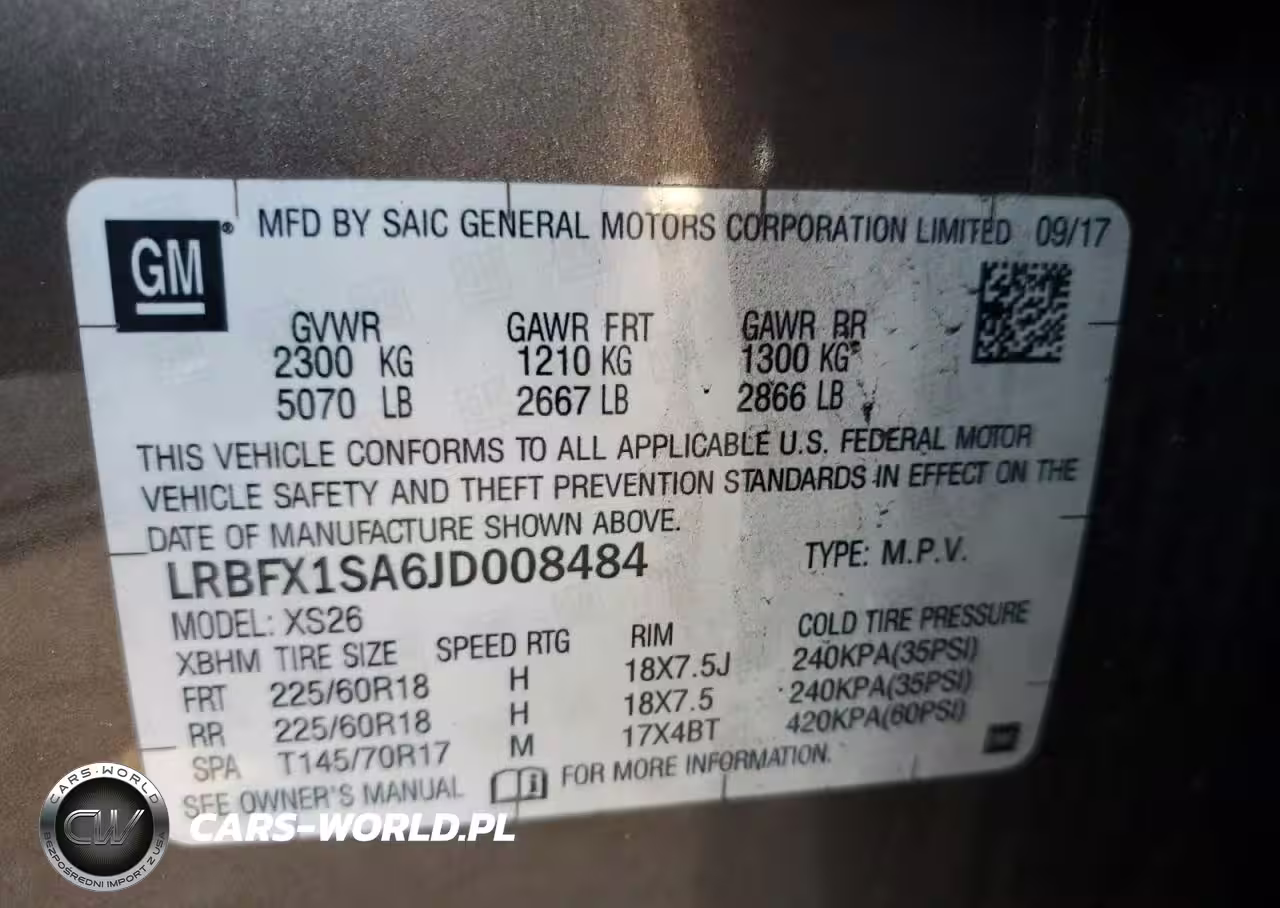 GM® MFD BY SAIC GENERAL MOTORS CORPORATION LIMITED 09/17
GVWR GAWR FRT GAWR RR
2300 KG 1210 KG 1300 KG
5070 LB 2667 LB 2866 LB
THIS VEHICLE CONFORMS TO ALL APPLICABLE U.S. FEDERAL MOTOR
VEHICLE SAFETY AND THEFT PREVENTION STANDARDS IN EFFECT ON THE
DATE OF MANUFACTURE SHOWN ABOVE.
LRBFX1SA6JD008484 TYPE: M.P.V.
MODEL: XS26
XBHM TIRE SIZE SPEED RTG RIM COLD TIRE PRESSURE
FRT 225/60R18 H 18X7.5J 240KPA(35PSI)
RR 225/60R18 H 18X7.5 240KPA(35PSI)
SPA T145/70R17 M 17X4BT 420KPA(60PSI)
SEE OWNER'S MANUAL FOR MORE INFORMATION.
CARS-WORLD
CW
BEZPOŚREDNI IMPORT Z USA
CARS-WORLD.PL